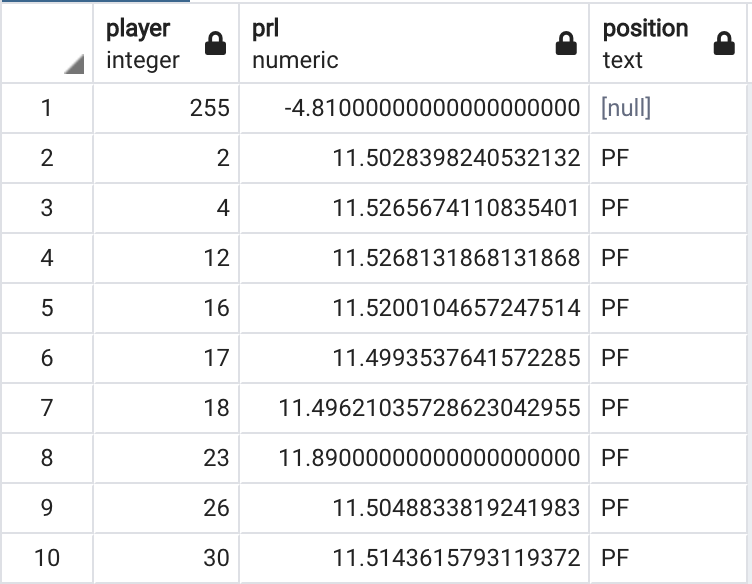 player integer prl numeric position text
1 255 -4.8100000000000000000 [null]
2 2 11.5028398240532132 PF
3 4 11.5265674110835401 PF
4 12 11.5268131868131868 PF
5 16 11.5200104657247514 PF
6 17 11.4993537641572285 PF
7 18 11.49621035728623042955 PF
8 23 11.8900000000000000000 PF
9 26 11.5048833819241983 PF
10 30 11.5143615793119372 PF